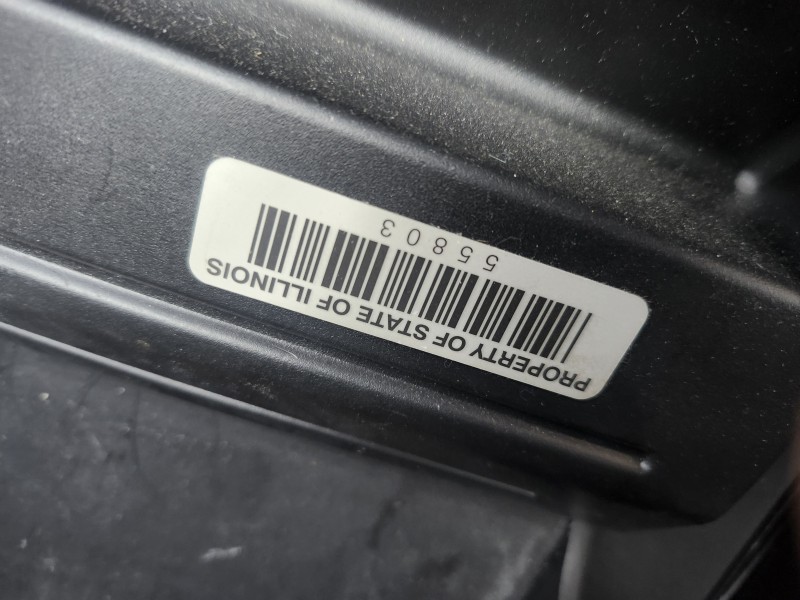 PROPERTY OF STATE OF ILLINOIS
55803